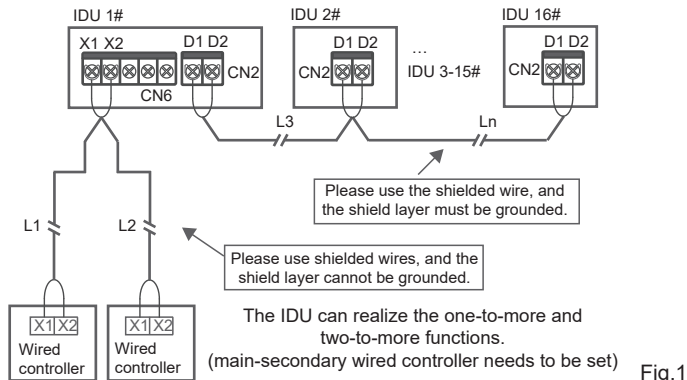 IDU 1#
IDU 2#
IDU 16#
X1 X2
D1 D2
D1 D2
...
D1 D2
CN2
CN2
IDU 3-15#
CN2
CN6
L3
Ln
Please use the shielded wire, and
the shield layer must be grounded.
L1
L2
Please use shielded wires, and the
shield layer cannot be grounded.
X1 X2
X1 X2
Wired
controller
Wired
controller
The IDU can realize the one-to-more and
two-to-more functions.
(main-secondary wired controller needs to be set)
Fig.1